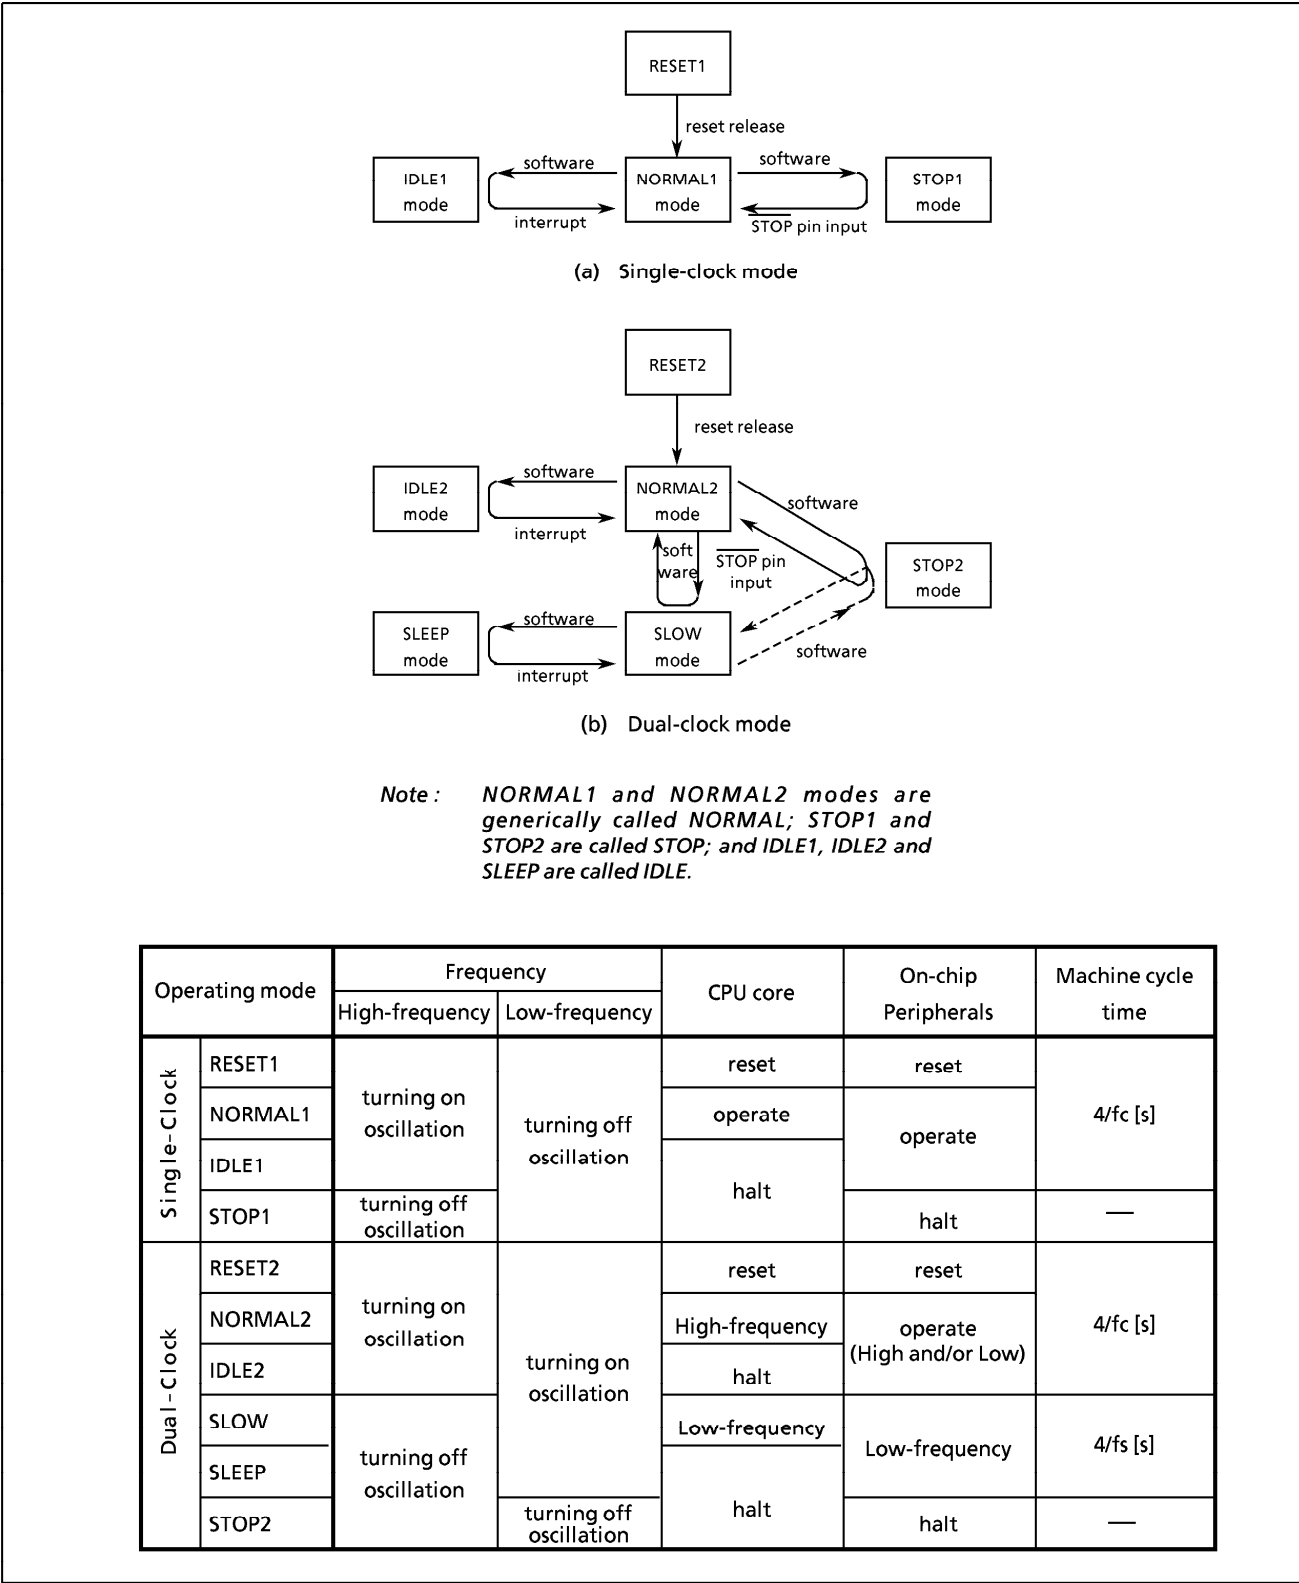 RESET1
reset release
software
software
IDLE1
mode
NORMAL1
mode
STOP1
mode
interrupt
STOP pin input
(a) Single-clock mode
RESET2
reset release
software
IDLE2
mode
NORMAL2
mode
software
interrupt
soft
ware
STOP pin
input
STOP2
mode
software
SLEEP
mode
SLOW
mode
software
interrupt
(b) Dual-clock mode
Note : NORMAL1 and NORMAL2 modes are
generically called NORMAL; STOP1 and
STOP2 are called STOP; and IDLE1, IDLE2 and
SLEEP are called IDLE.
Operating mode
Frequency
High-frequency
Low-frequency
CPU core
On-chip
Peripherals
Machine cycle
time
Single-Clock
RESET1
NORMAL1
IDLE1
STOP1
turning on
oscillation
turning off
oscillation
turning off
oscillation
reset
operate
halt
reset
operate
halt
4/fc [s]
—
Dual-Clock
RESET2
NORMAL2
IDLE2
SLOW
SLEEP
STOP2
turning on
oscillation
turning off
oscillation
turning on
oscillation
turning off
oscillation
reset
High-frequency
halt
Low-frequency
halt
reset
operate
(High and/or Low)
Low-frequency
halt
4/fc [s]
4/fs [s]
—